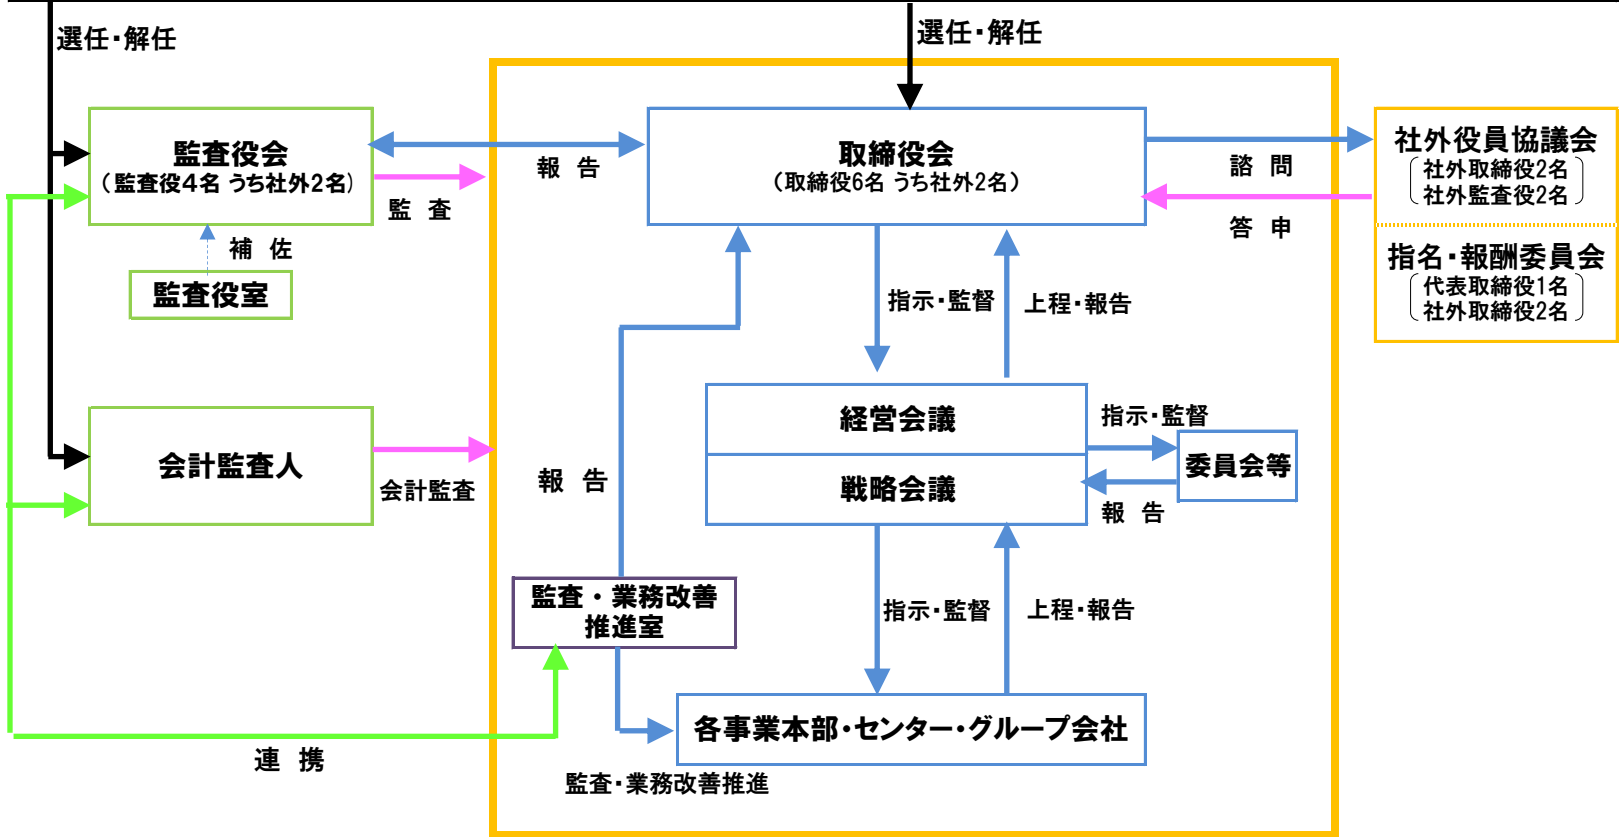 選任・解任
選任・解任
監査役会
(監査役4名 うち社外2名)
報 告
監 査
取締役会
(取締役6名 うち社外2名)
諮 問
答 申
社外役員協議会
社外取締役2名
社外監査役2名
指名・報酬委員会
代表取締役1名
社外取締役2名
補 佐
監査役室
指示・監督
上程・報告
会計監査人
会計監査
経営会議
戦略会議
指示・監督
委員会等
報 告
報 告
監査・業務改善
推進室
指示・監督
上程・報告
各事業本部・センター・グループ会社
連 携
監査・業務改善推進